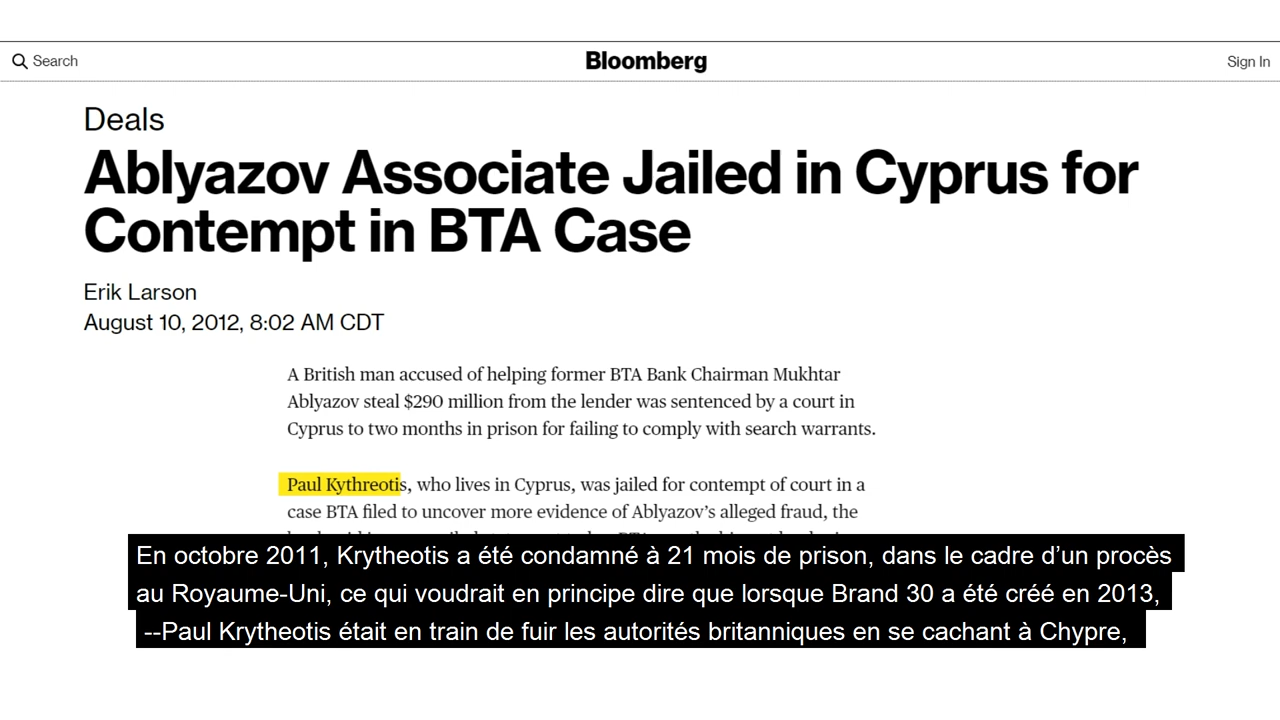 Search
Bloomberg
Sign In
Deals
Ablyazov Associate Jailed in Cyprus for
Contempt in BTA Case
Erik Larson
August 10, 2012, 8:02 AM CDT
A British man accused of helping former BTA Bank Chairman Mukhtar
Ablyazov steal $290 million from the lender was sentenced by a court in
Cyprus to two months in prison for failing to comply with search warrants.
Paul Kythreotis, who lives in Cyprus, was jailed for contempt of court in a
case BTA filed to uncover more evidence of Ablyazov’s alleged fraud, the
En octobre 2011, Krytheotis a été condamné à 21 mois de prison, dans le cadre d’un procès
au Royaume-Uni, ce qui voudrait en principe dire que lorsque Brand 30 a été créé en 2013,
--Paul Krytheotis était en train de fuir les autorités britanniques en se cachant à Chypre,